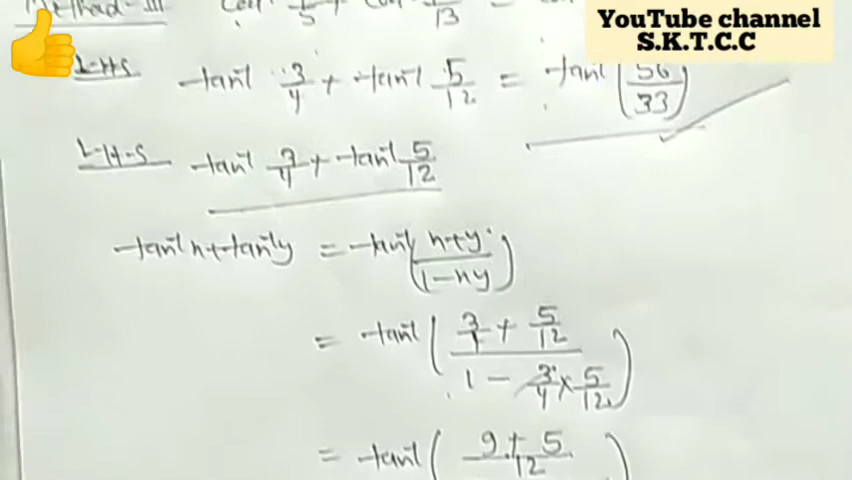 Method-III
YouTube channel
S.K.T.C.C
L-H-S tan⁻¹ 3/4 + tan⁻¹ 5/12 = tan⁻¹(56/33)
L-H-S tan⁻¹ 3/4 + tan⁻¹ 5/12
tan⁻¹x + tan⁻¹y = tan⁻¹((x+y)/(1-xy))
= tan⁻¹((3/4 + 5/12)/(1 - 3/4 × 5/12))
= tan⁻¹((9+5)/12